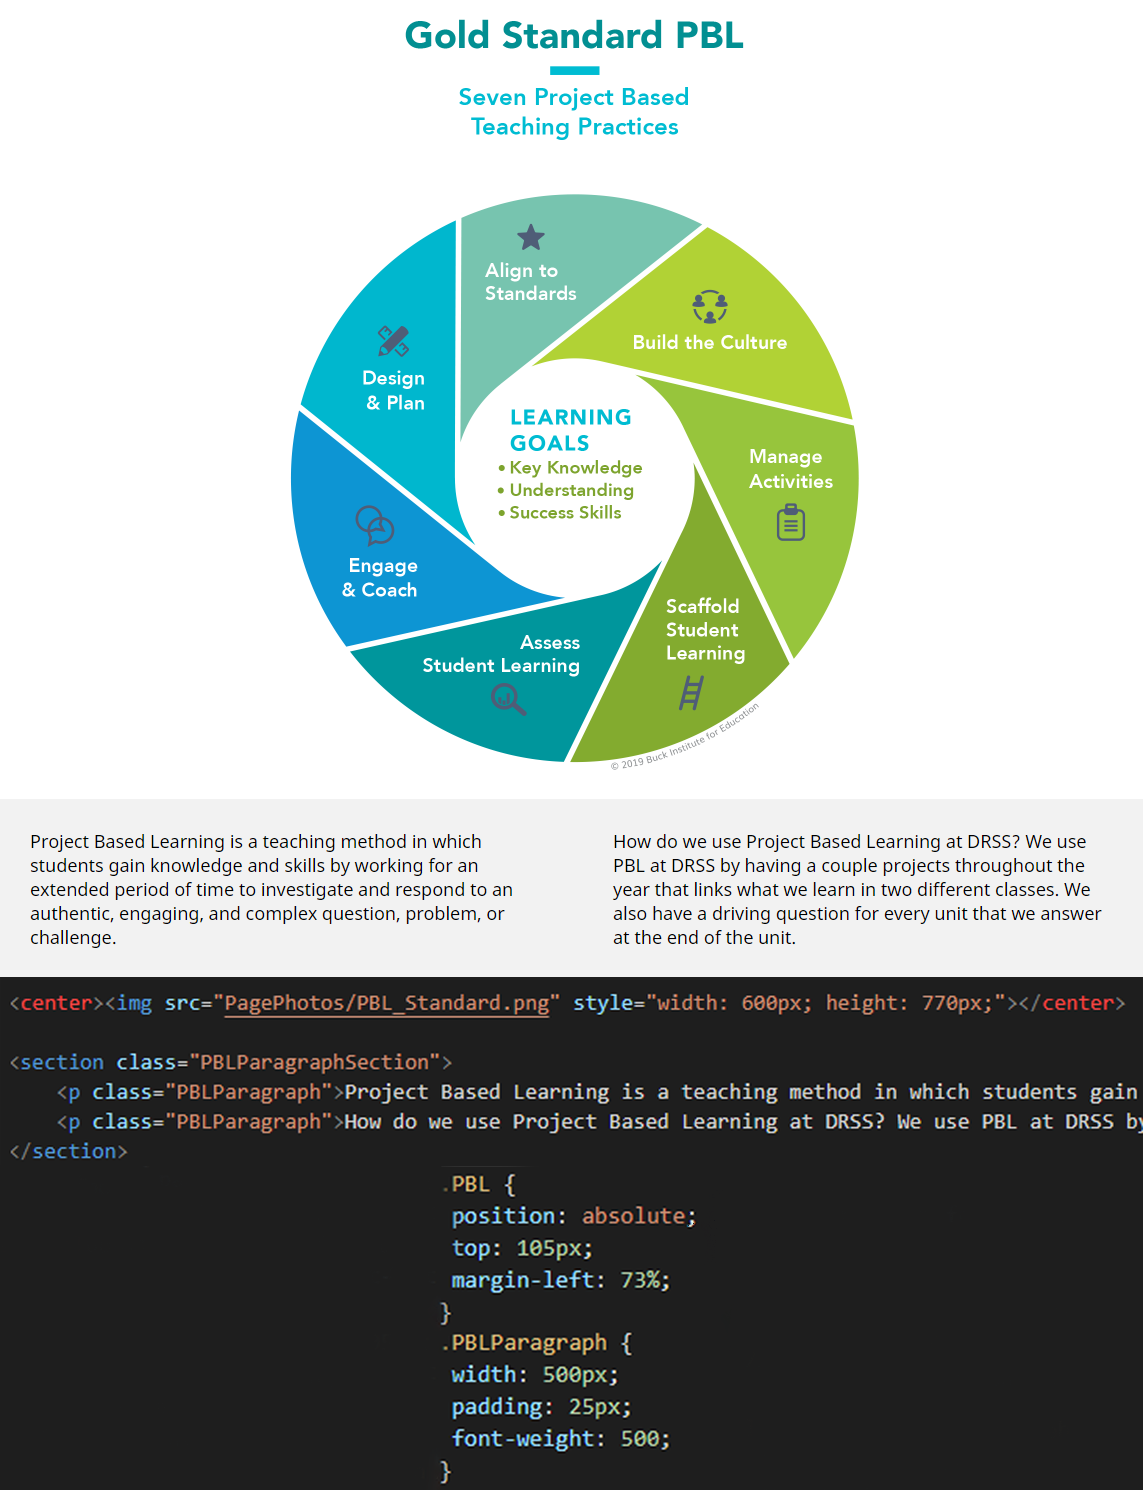 Gold Standard PBL
Seven Project Based
Teaching Practices
Align to
Standards
Build the Culture
Design
& Plan
Manage
Activities
LEARNING
GOALS
• Key Knowledge
• Understanding
• Success Skills
Engage
& Coach
Scaffold
Student
Learning
Assess
Student Learning
© 2019 Buck Institute for Education
Project Based Learning is a teaching method in which
students gain knowledge and skills by working for an
extended period of time to investigate and respond to an
authentic, engaging, and complex question, problem, or
challenge.
How do we use Project Based Learning at DRSS? We use
PBL at DRSS by having a couple projects throughout the
year that links what we learn in two different classes. We
also have a driving question for every unit that we answer
at the end of the unit.
<center><img src="PagePhotos/PBL_Standard.png" style="width: 600px; height: 770px;"></center>
<section class="PBLParagraphSection">
<p class="PBLParagraph">Project Based Learning is a teaching method in which students gain
<p class="PBLParagraph">How do we use Project Based Learning at DRSS? We use PBL at DRSS by
</section>
.PBL {
position: absolute;
top: 105px;
margin-left: 73%;
}
.PBLParagraph {
width: 500px;
padding: 25px;
font-weight: 500;
}